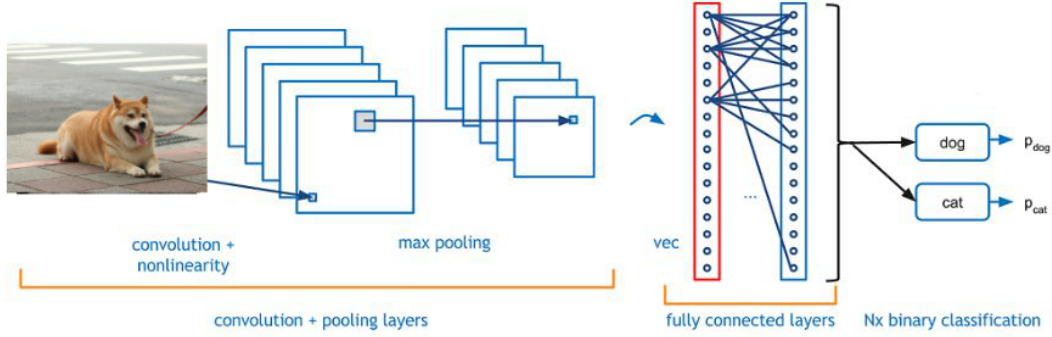 dog
p_dog
cat
p_cat
...
convolution +
nonlinearity
max pooling
vec
convolution + pooling layers
fully connected layers
Nx binary classification